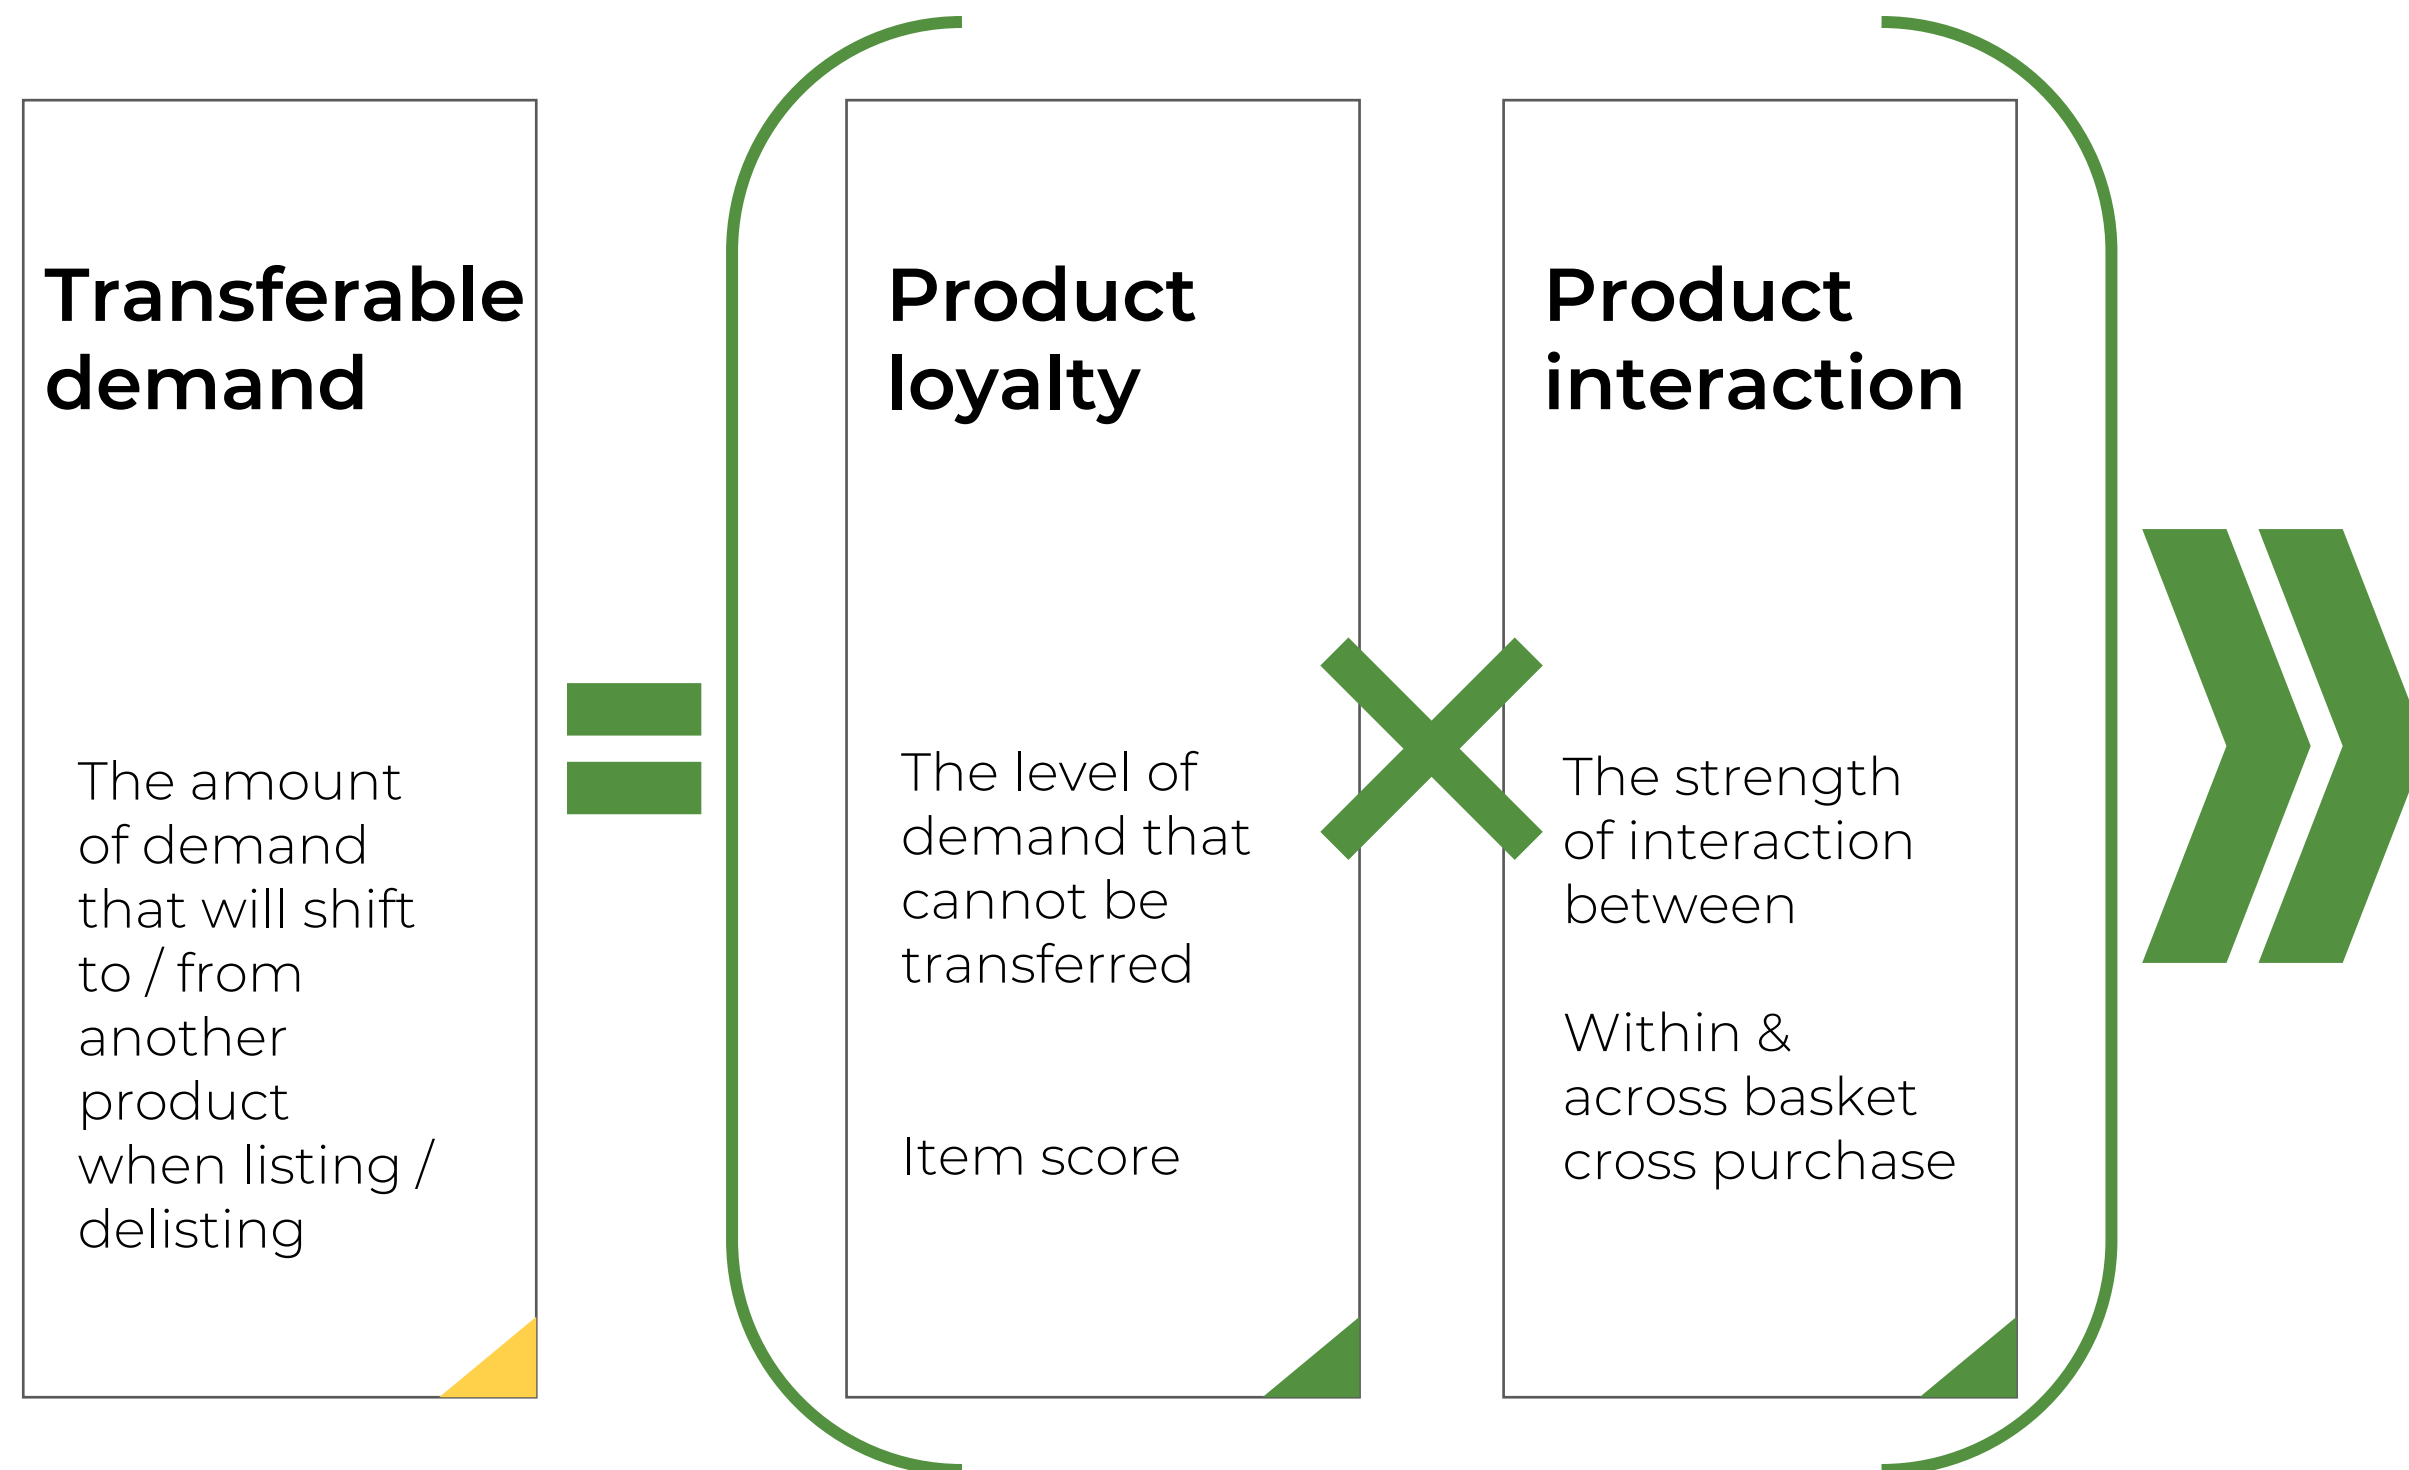 Transferable
demand
The amount
of demand
that will shift
to / from
another
product
when listing /
delisting
Product
loyalty
The level of
demand that
cannot be
transferred
Item score
Product
interaction
The strength
of interaction
between
Within &
across basket
cross purchase